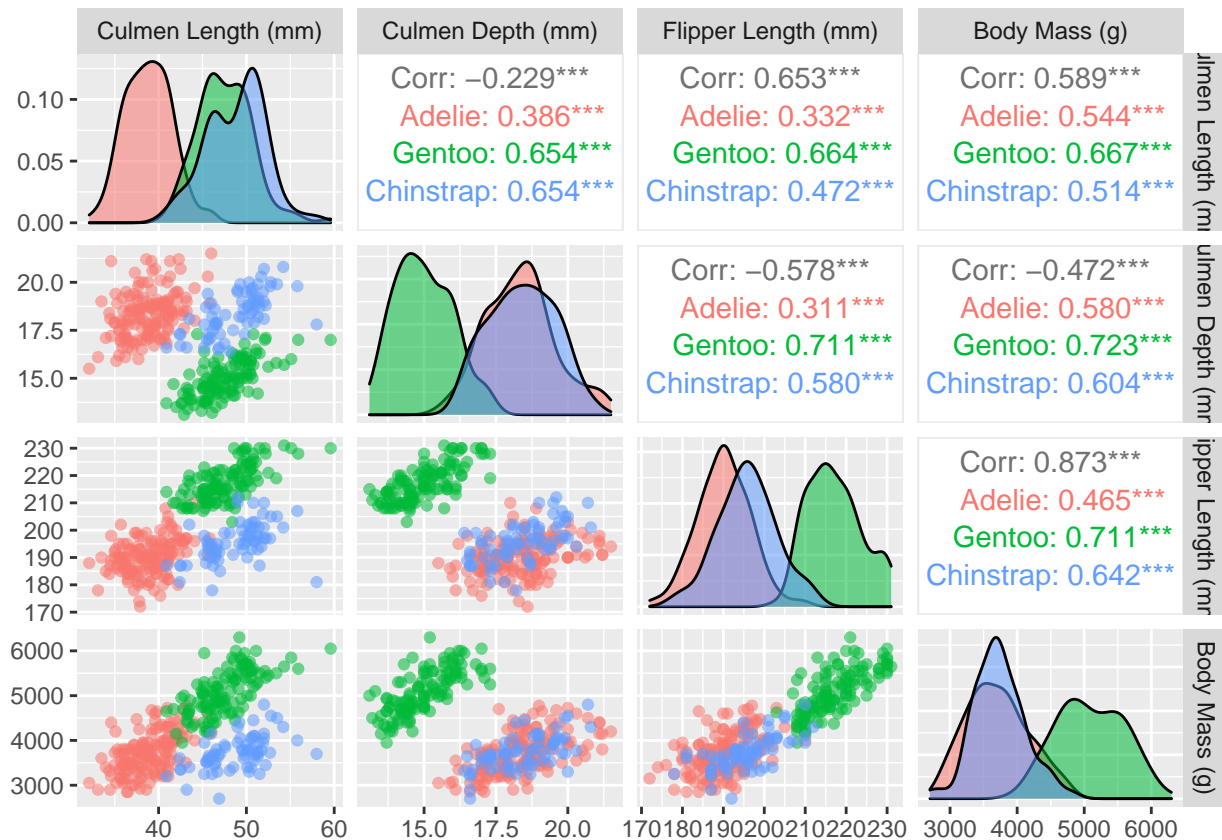 Culmen Length (mm) Culmen Depth (mm) Flipper Length (mm) Body Mass (g)
Corr: −0.229***
Adelie: 0.386***
Gentoo: 0.654***
Chinstrap: 0.654***
Corr: 0.653***
Adelie: 0.332***
Gentoo: 0.664***
Chinstrap: 0.472***
Corr: 0.589***
Adelie: 0.544***
Gentoo: 0.667***
Chinstrap: 0.514***
0.10
0.05
0.00
ulmen Length (m
Corr: −0.578***
Adelie: 0.311***
Gentoo: 0.711***
Chinstrap: 0.580***
Corr: −0.472***
Adelie: 0.580***
Gentoo: 0.723***
Chinstrap: 0.604***
20.0
17.5
15.0
ulmen Depth (m
Corr: 0.873***
Adelie: 0.465***
Gentoo: 0.711***
Chinstrap: 0.642***
230
220
210
200
190
180
170
ipper Length (m
6000
5000
4000
3000
Body Mass (g)
40 50
15.0 17.5 20.0
170 180 190 200 210 220 230
3000 4000 5000 6000